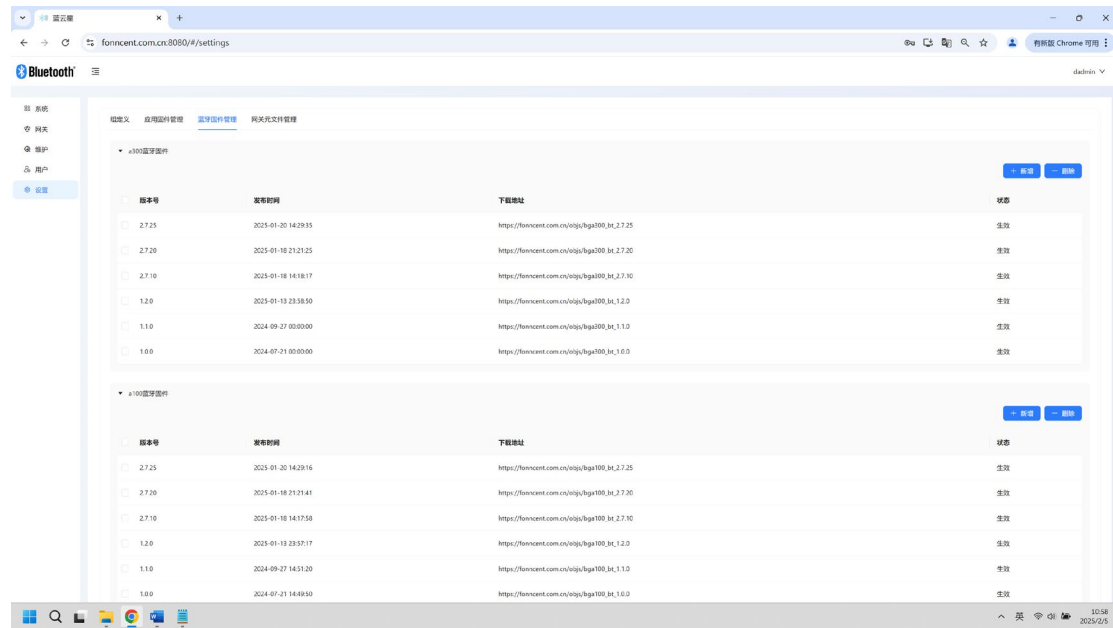 蓝云星
fonncent.com.cn:8080/#/settings
有新版 Chrome 可用
Bluetooth
dadmin
系统
网关
维护
用户
设置
组定义 应用固件管理 蓝牙固件管理 网关元文件管理
a300蓝牙固件
+ 新增 - 删除
版本号 发布时间 下载地址 状态
2.7.25 2025-01-20 14:29:35 https://fonncent.com.cn/objs/bga300_bt_2.7.25 生效
2.7.20 2025-01-18 21:21:25 https://fonncent.com.cn/objs/bga300_bt_2.7.20 生效
2.7.10 2025-01-18 14:18:17 https://fonncent.com.cn/objs/bga300_bt_2.7.10 生效
1.2.0 2025-01-13 23:58:50 https://fonncent.com.cn/objs/bga300_bt_1.2.0 生效
1.1.0 2024-09-27 00:00:00 https://fonncent.com.cn/objs/bga300_bt_1.1.0 生效
1.0.0 2024-07-21 00:00:00 https://fonncent.com.cn/objs/bga300_bt_1.0.0 生效
a100蓝牙固件
+ 新增 - 删除
版本号 发布时间 下载地址 状态
2.7.25 2025-01-20 14:29:16 https://fonncent.com.cn/objs/bga100_bt_2.7.25 生效
2.7.20 2025-01-18 21:21:41 https://fonncent.com.cn/objs/bga100_bt_2.7.20 生效
2.7.10 2025-01-18 14:17:58 https://fonncent.com.cn/objs/bga100_bt_2.7.10 生效
1.2.0 2025-01-13 23:57:17 https://fonncent.com.cn/objs/bga100_bt_1.2.0 生效
1.1.0 2024-09-27 14:51:20 https://fonncent.com.cn/objs/bga100_bt_1.1.0 生效
1.0.0 2024-07-21 14:49:50 https://fonncent.com.cn/objs/bga100_bt_1.0.0 生效
英 10:58
2025/2/5